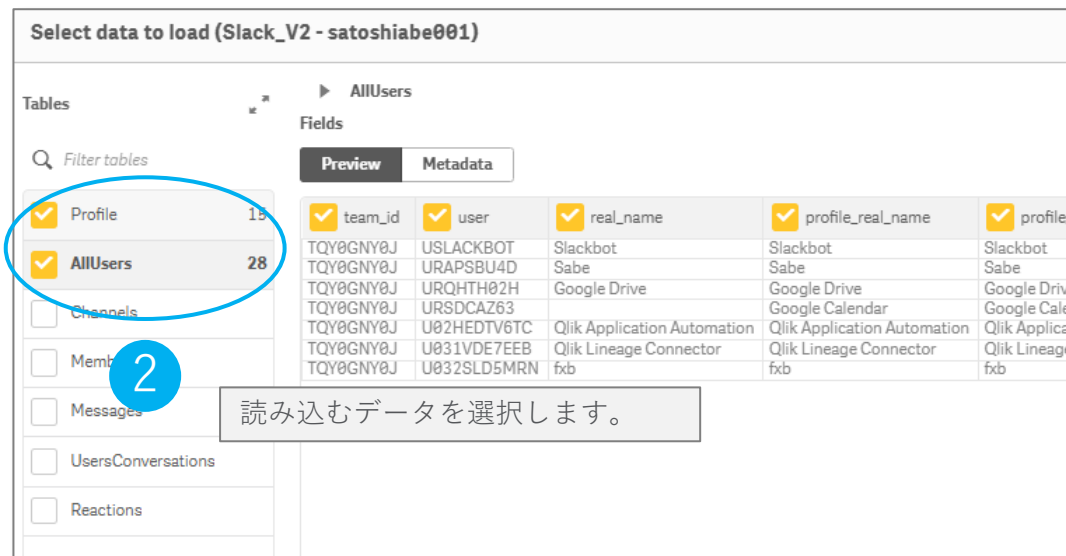 Select data to load (Slack_V2 - satoshiabe001)
Tables
Filter tables
Profile 15
AllUsers 28
Channels
Messages
UsersConversations
Reactions
AllUsers
Fields
Preview Metadata
team_id user real_name profile_real_name profile
TQY0GNY0J USLACKBOT Slackbot Slackbot Slackbot
TQY0GNY0J URAPSBU4D Sabe Sabe Sabe
TQY0GNY0J URQHTH02H Google Drive Google Drive Google Driv
TQY0GNY0J URSDCAZ63 Google Calendar Google Cale
TQY0GNY0J U02HEDTV6TC Qlik Application Automation Qlik Application Automation Qlik Applica
TQY0GNY0J U031VDE7EEB Qlik Lineage Connector Qlik Lineage Connector Qlik Lineage
TQY0GNY0J U032SLD5MRN fxb fxb fxb
2
読み込むデータを選択します。